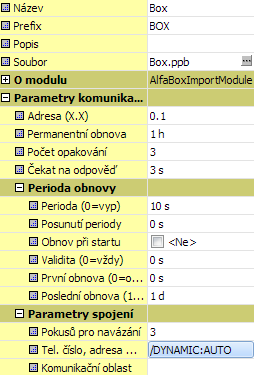 Název Box
Prefix BOX
Popis
Soubor Box.ppb ...
O modulu AlfaBoxImportModule
Parametry komunika...
Adresa (X.X) 0.1
Permanentní obnova 1 h
Počet opakování 3
Čekat na odpověď 3 s
Perioda obnovy
Perioda (0=vyp) 10 s
Posunutí periody 0 s
Obnov při startu <Ne>
Validita (0=vždy) 0 s
První obnova (0=o... 0 s
Poslední obnova (1... 1 d
Parametry spojení
Pokusů pro navázání 3
Tel. číslo, adresa ... /DYNAMIC:AUTO
Komunikační oblast